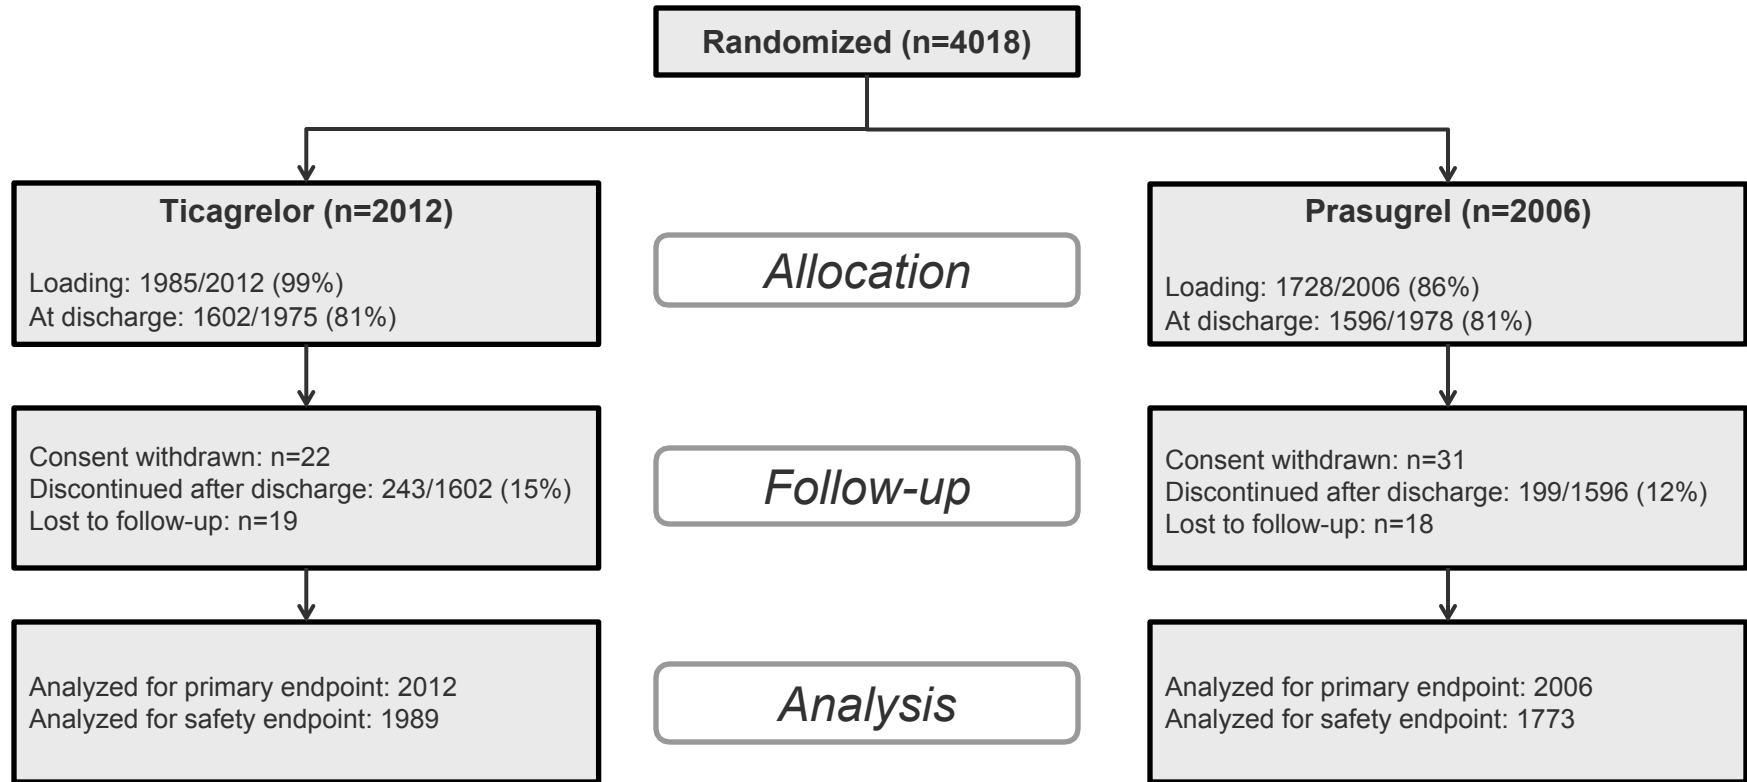 Randomized (n=4018)
Ticagrelor (n=2012)
Loading: 1985/2012 (99%)
At discharge: 1602/1975 (81%)
Allocation
Prasugrel (n=2006)
Loading: 1728/2006 (86%)
At discharge: 1596/1978 (81%)
Consent withdrawn: n=22
Discontinued after discharge: 243/1602 (15%)
Lost to follow-up: n=19
Follow-up
Consent withdrawn: n=31
Discontinued after discharge: 199/1596 (12%)
Lost to follow-up: n=18
Analyzed for primary endpoint: 2012
Analyzed for safety endpoint: 1989
Analysis
Analyzed for primary endpoint: 2006
Analyzed for safety endpoint: 1773